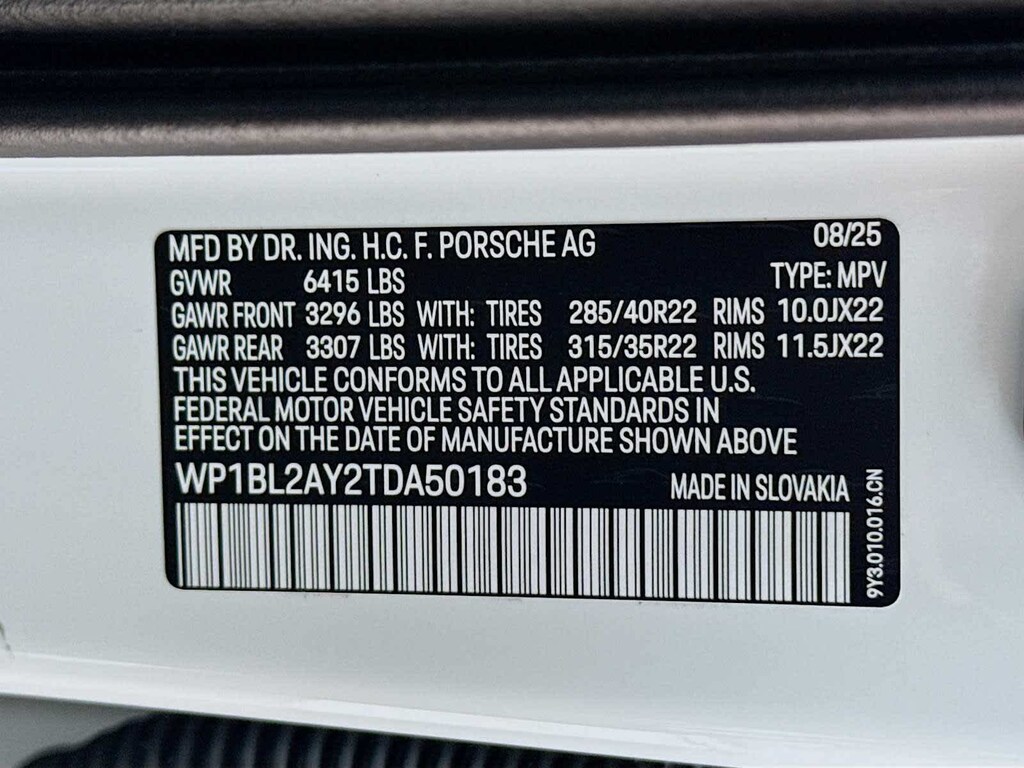 MFD BY DR. ING. H.C. F. PORSCHE AG 08/25
GVWR 6415 LBS TYPE: MPV
GAWR FRONT 3296 LBS WITH: TIRES 285/40R22 RIMS 10.0JX22
GAWR REAR 3307 LBS WITH: TIRES 315/35R22 RIMS 11.5JX22
THIS VEHICLE CONFORMS TO ALL APPLICABLE U.S.
FEDERAL MOTOR VEHICLE SAFETY STANDARDS IN
EFFECT ON THE DATE OF MANUFACTURE SHOWN ABOVE
WP1BL2AY2TDA50183 MADE IN SLOVAKIA
9Y3.010.016.CN